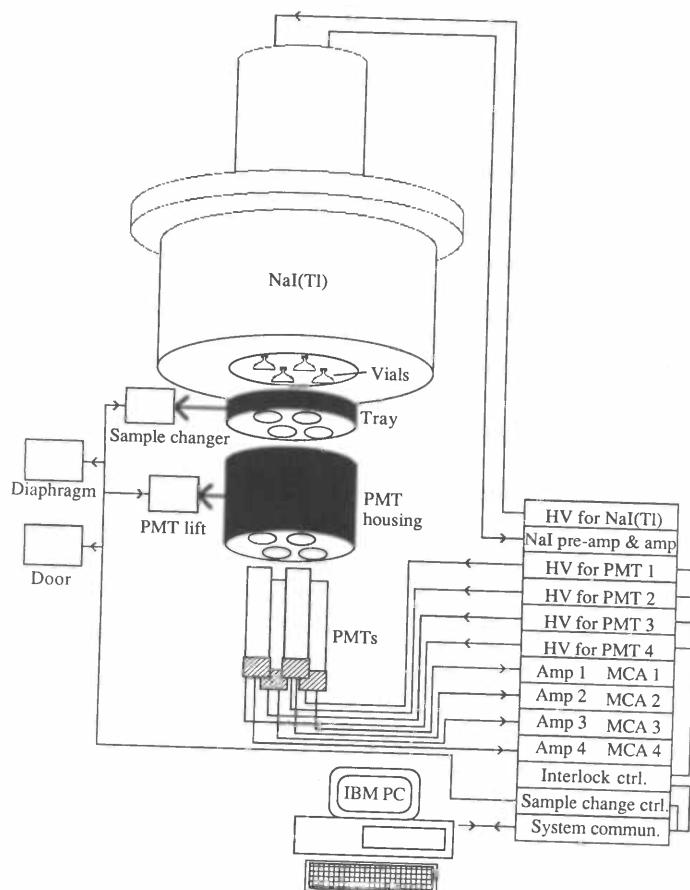 NaI(Tl)
Vials
Tray
Sample changer
Diaphragm
PMT lift
PMT
housing
Door
PMTs
HV for NaI(Tl)
NaI pre-amp & amp
HV for PMT 1
HV for PMT 2
HV for PMT 3
HV for PMT 4
Amp 1 MCA 1
Amp 2 MCA 2
Amp 3 MCA 3
Amp 4 MCA 4
Interlock ctrl.
Sample change ctrl.
System commun.
IBM PC